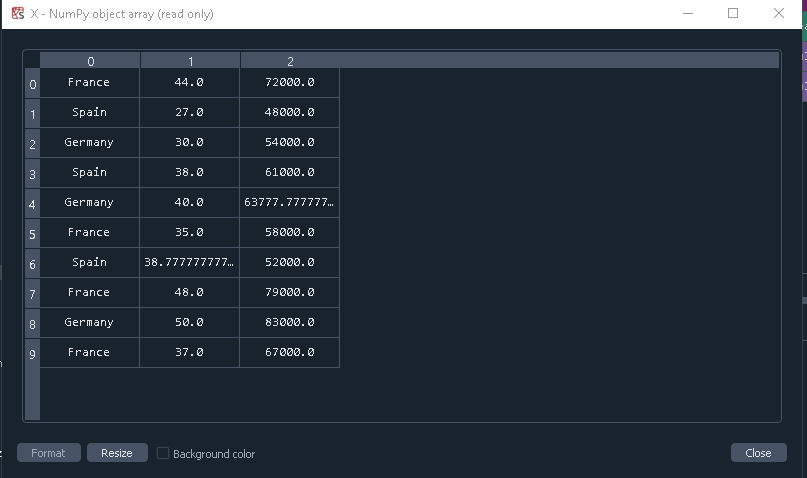 X - NumPy object array (read only)
0 1 2
0 France 44.0 72000.0
1 Spain 27.0 48000.0
2 Germany 30.0 54000.0
3 Spain 38.0 61000.0
4 Germany 40.0 63777.777777...
5 France 35.0 58000.0
6 Spain 38.777777777... 52000.0
7 France 48.0 79000.0
8 Germany 50.0 83000.0
9 France 37.0 67000.0
Format Resize Background color Close